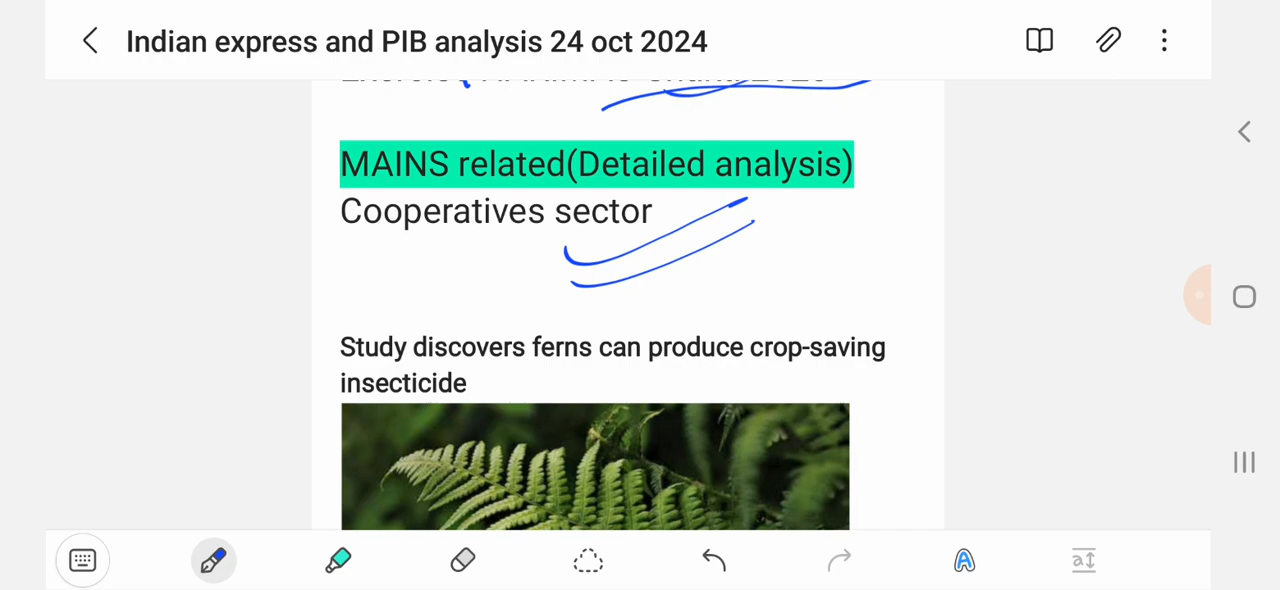 Indian express and PIB analysis 24 oct 2024
MAINS related(Detailed analysis)
Cooperatives sector
Study discovers ferns can produce crop-saving
insecticide